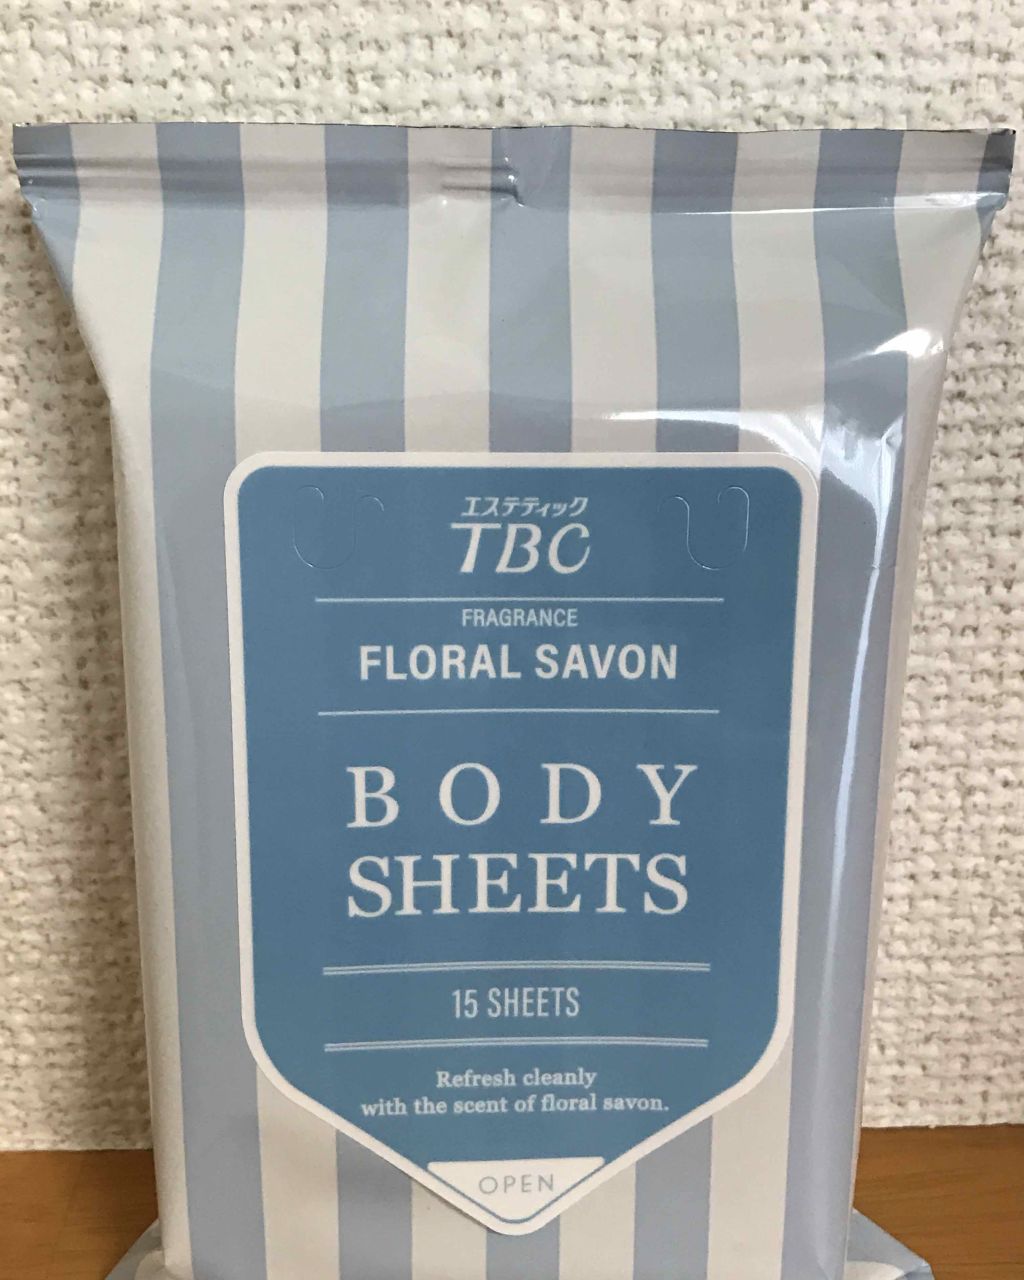 エステティック
TBC
FRAGRANCE
FLORAL SAVON
BODY
SHEETS
15 SHEETS
Refresh cleanly
with the scent of floral savon.
OPEN